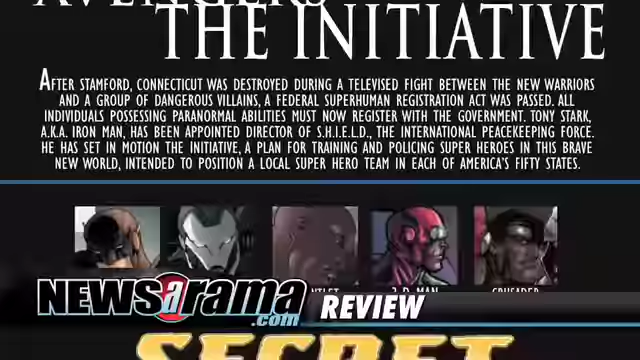 AVENGERS
THE INITIATIVE
AFTER STAMFORD, CONNECTICUT WAS DESTROYED DURING A TELEVISED FIGHT BETWEEN THE NEW WARRIORS
AND A GROUP OF DANGEROUS VILLAINS, A FEDERAL SUPERHUMAN REGISTRATION ACT WAS PASSED. ALL
INDIVIDUALS POSSESSING PARANORMAL ABILITIES MUST NOW REGISTER WITH THE GOVERNMENT. TONY STARK,
A.K.A. IRON MAN, HAS BEEN APPOINTED DIRECTOR OF S.H.I.E.L.D., THE INTERNATIONAL PEACEKEEPING FORCE.
HE HAS SET IN MOTION THE INITIATIVE, A PLAN FOR TRAINING AND POLICING SUPER HEROES IN THIS BRAVE
NEW WORLD, INTENDED TO POSITION A LOCAL SUPER HERO TEAM IN EACH OF AMERICA'S FIFTY STATES.
3-D MAN CRUSADER
NEWSarama.com REVIEW
SECRET